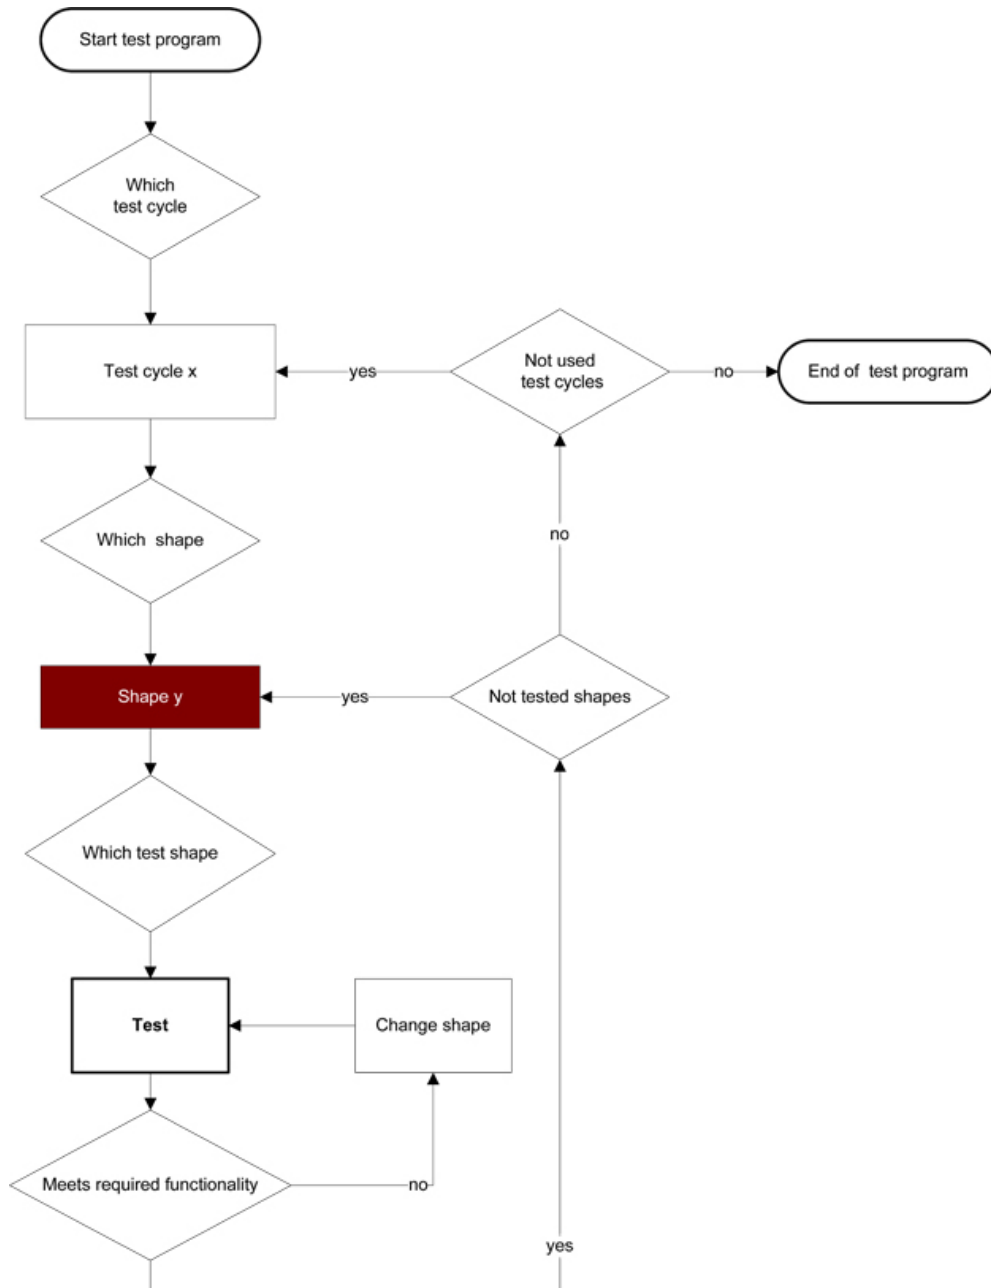 Start test program
Which
test cycle
Test cycle x
yes
Not used
test cycles
no
End of test program
Which shape
no
Shape y
yes
Not tested shapes
Which test shape
Test
Change shape
Meets required functionality
no
yes